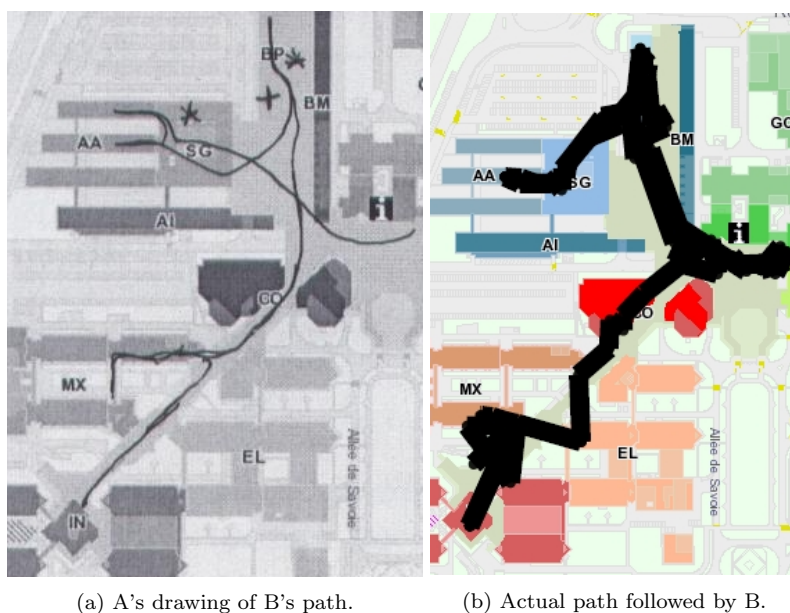 BP
BM
AA
SG
AI
CO
MX
EL
IN
Allée de Savoie
BM
GC
AA
SG
AI
CO
MX
EL
Allée de Savoie
(a) A's drawing of B's path.
(b) Actual path followed by B.